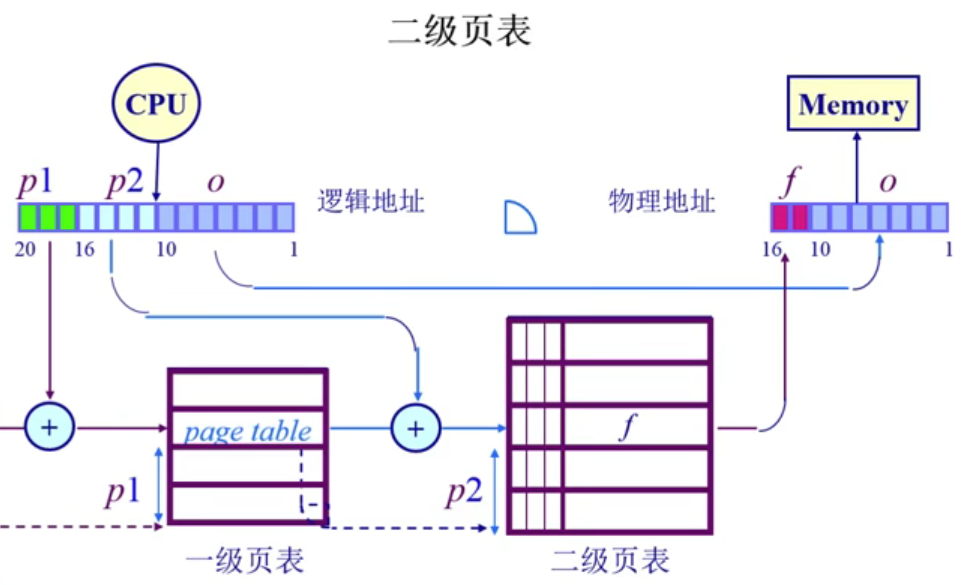 二级页表
CPU
Memory
p1 p2 o
逻辑地址
物理地址
f o
20 16 10 1
16 10 1
+
+
page table
f
p1
p2
一级页表
二级页表